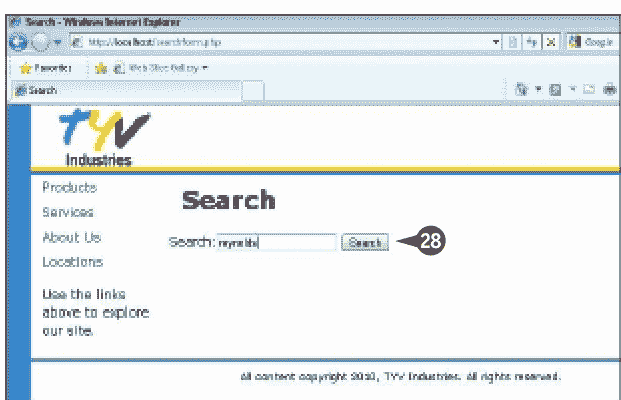 Search - Windows Internet Explorer
http://localhost/searchform.php
Google
Favorites Web Slice Gallery
Search
TYV
Industries
Products
Services
About Us
Locations
Use the links
above to explore
our site.
Search
Search: reynolds Search 28
All content copyright 2010, TYV Industries. All rights reserved.